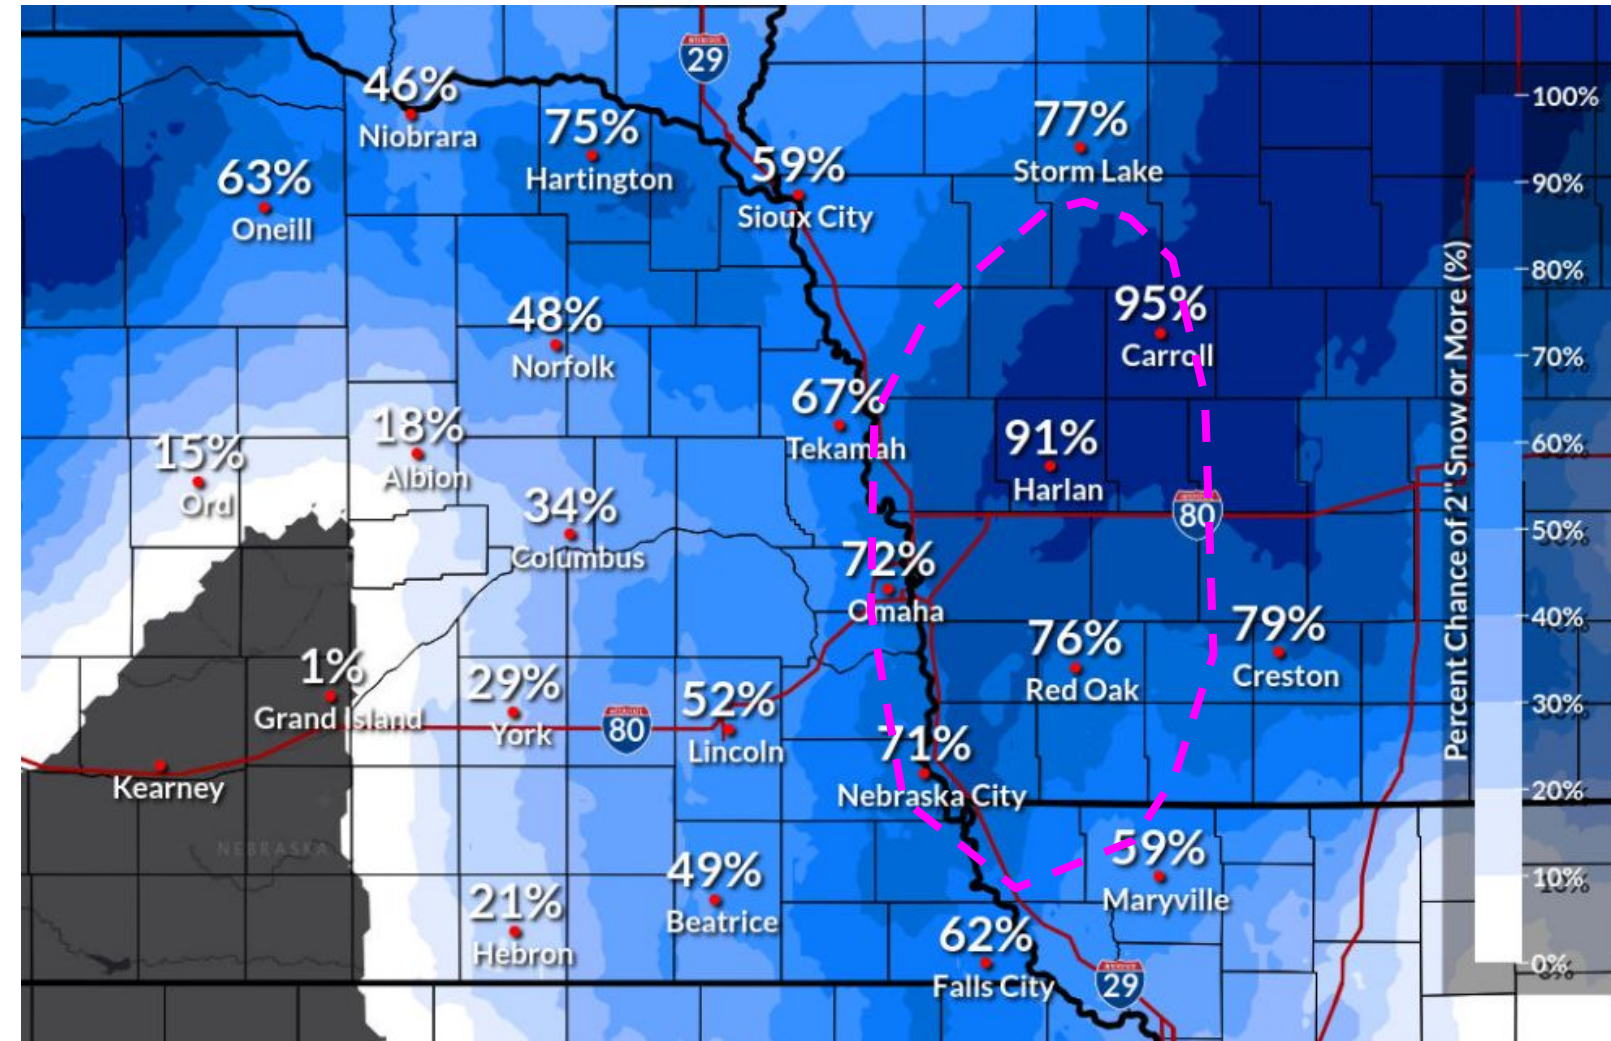 INTERSTATE
29
46%
Niobrara
75%
Hartington
77%
Storm Lake
100%
63%
Oneill
59%
Sioux City
90%
80%
48%
Norfolk
95%
Carroll
70%
67%
Tekamah
18%
Albion
15%
Ord
91%
Harlan
60%
34%
Columbus
80
50%
72%
Omaha
40%
76%
Red Oak
79%
Creston
1%
Grand Island
29%
York
80
52%
Lincoln
30%
71%
Nebraska City
Kearney
20%
NEBRASKA
49%
Beatrice
59%
Maryville
10%
21%
Hebron
62%
Falls City
29
0%
Percent Chance of 2" Snow or More (%)